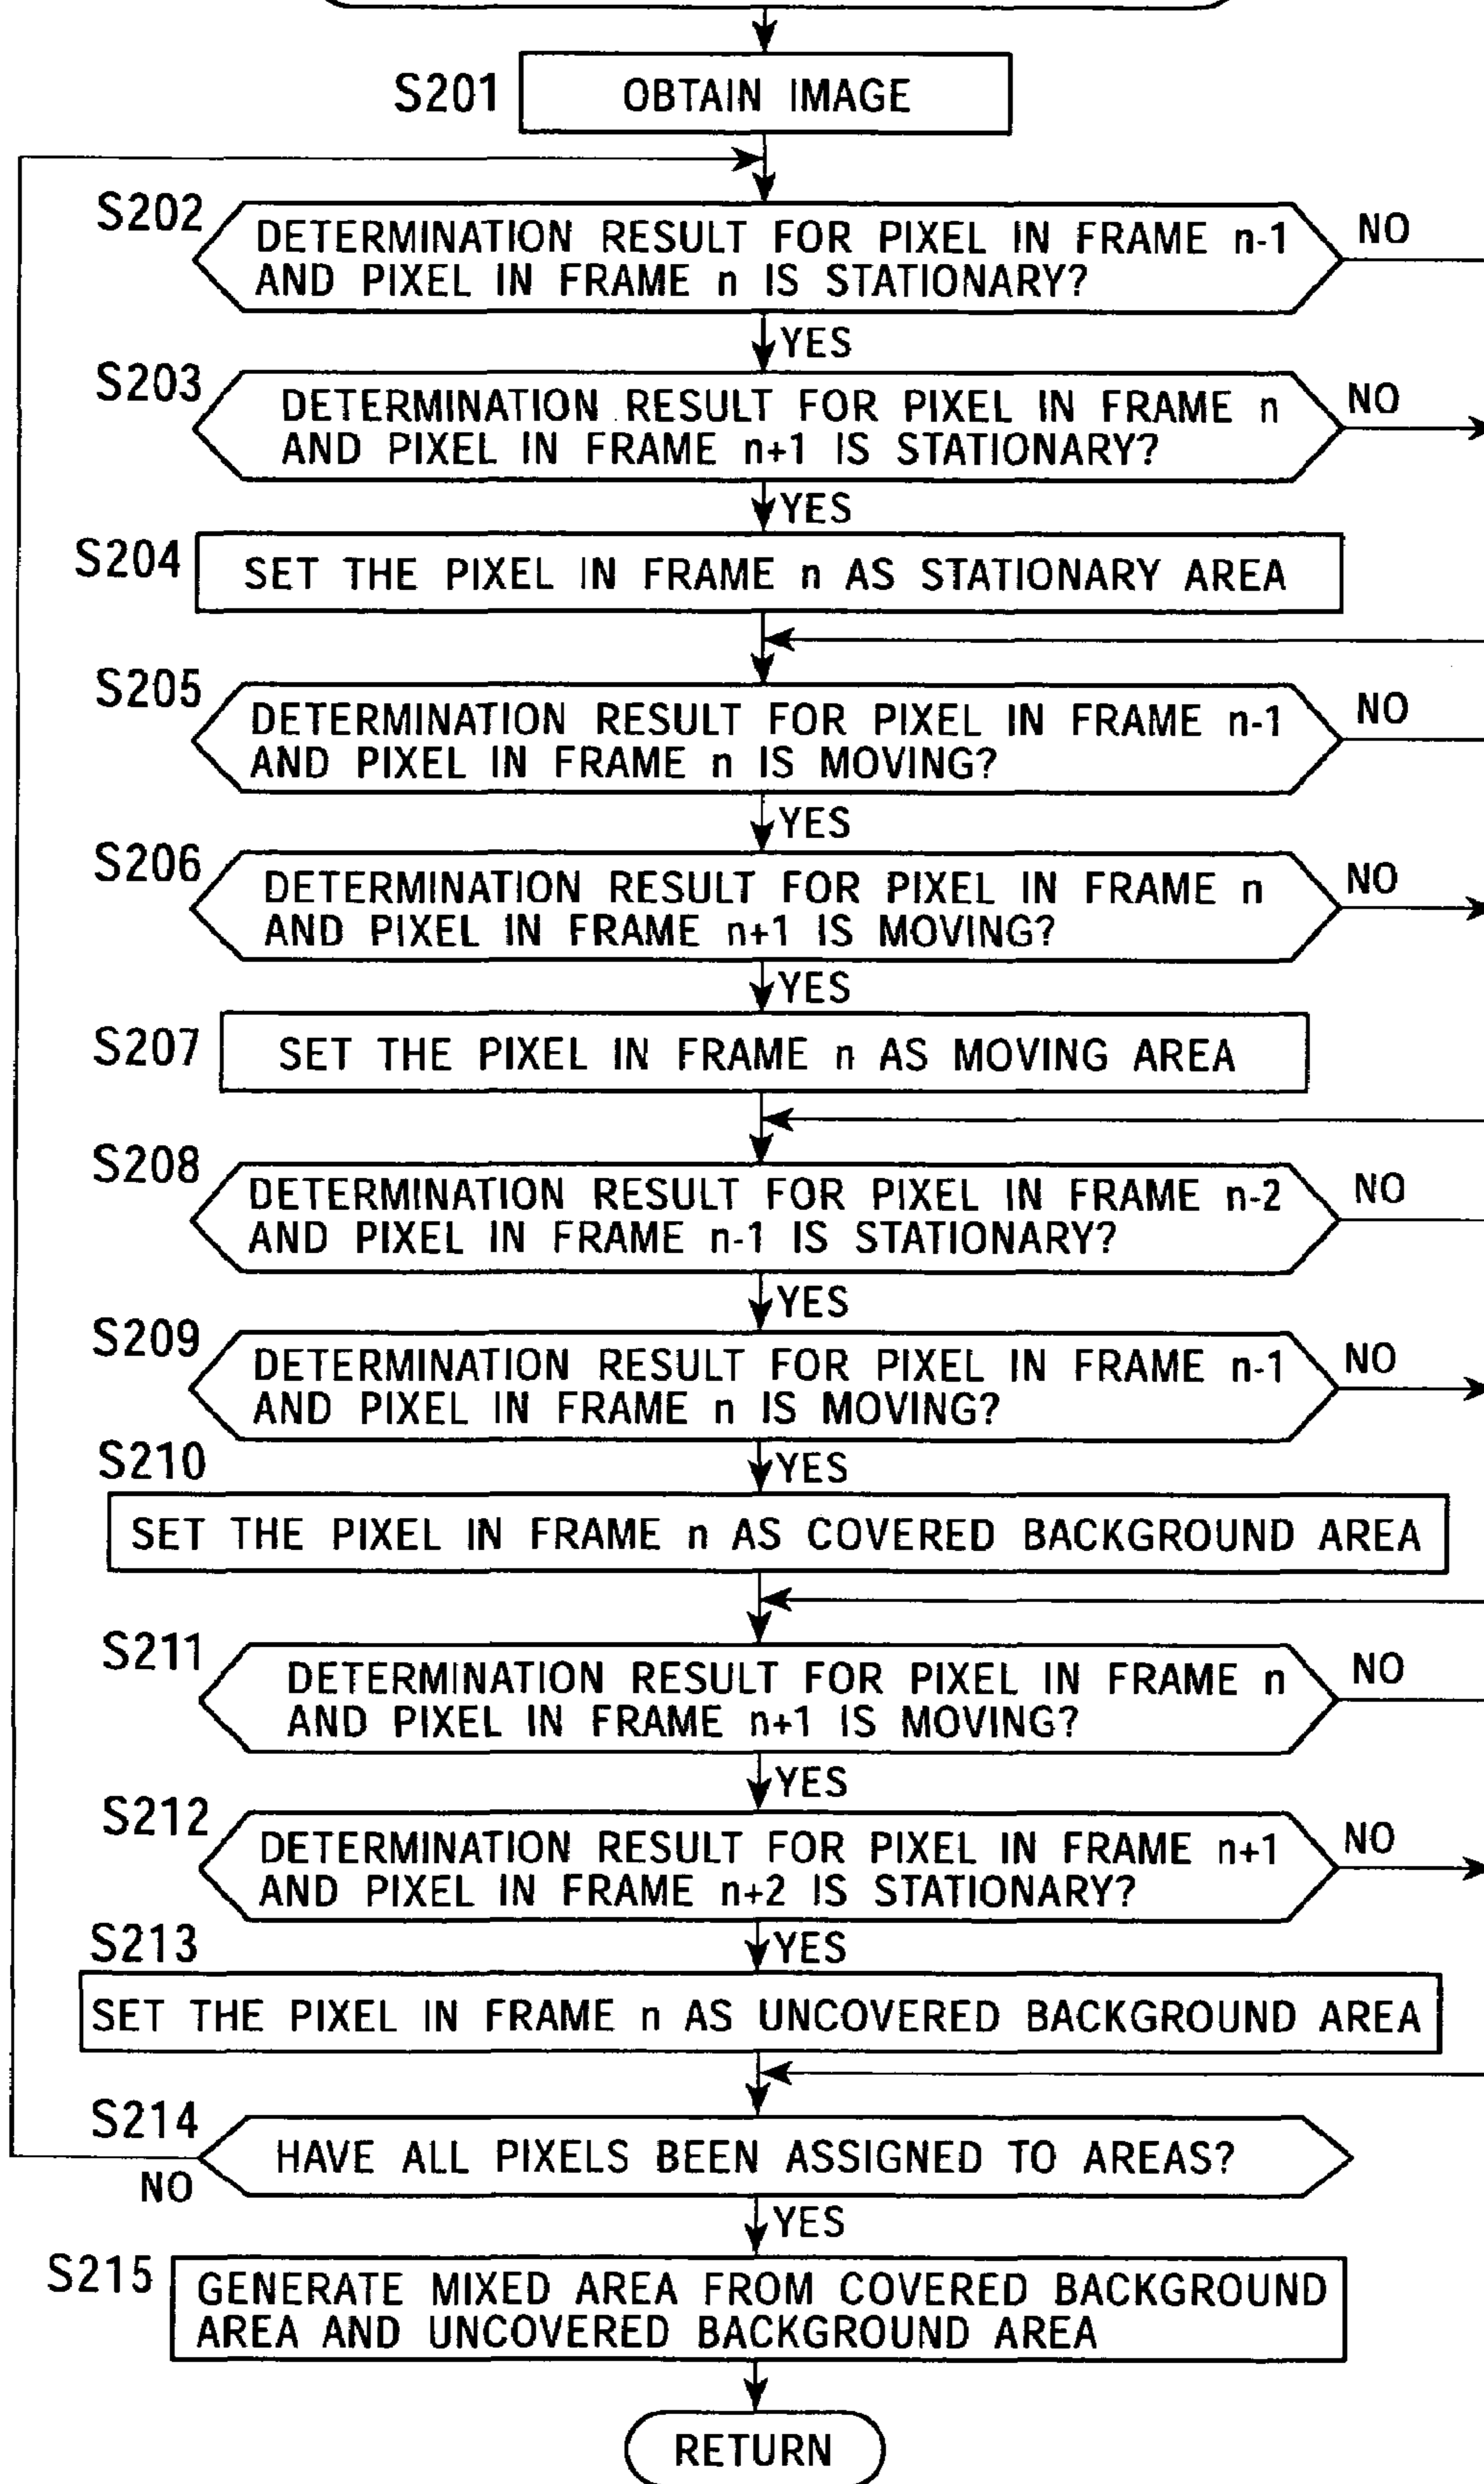 S201
OBTAIN IMAGE
S202
DETERMINATION RESULT FOR PIXEL IN FRAME n-1
AND PIXEL IN FRAME n IS STATIONARY?
NO
YES
S203
DETERMINATION RESULT FOR PIXEL IN FRAME n
AND PIXEL IN FRAME n+1 IS STATIONARY?
NO
YES
S204
SET THE PIXEL IN FRAME n AS STATIONARY AREA
S205
DETERMINATION RESULT FOR PIXEL IN FRAME n-1
AND PIXEL IN FRAME n IS MOVING?
NO
YES
S206
DETERMINATION RESULT FOR PIXEL IN FRAME n
AND PIXEL IN FRAME n+1 IS MOVING?
NO
YES
S207
SET THE PIXEL IN FRAME n AS MOVING AREA
S208
DETERMINATION RESULT FOR PIXEL IN FRAME n-2
AND PIXEL IN FRAME n-1 IS STATIONARY?
NO
YES
S209
DETERMINATION RESULT FOR PIXEL IN FRAME n-1
AND PIXEL IN FRAME n IS MOVING?
NO
YES
S210
SET THE PIXEL IN FRAME n AS COVERED BACKGROUND AREA
S211
DETERMINATION RESULT FOR PIXEL IN FRAME n
AND PIXEL IN FRAME n+1 IS MOVING?
NO
YES
S212
DETERMINATION RESULT FOR PIXEL IN FRAME n+1
AND PIXEL IN FRAME n+2 IS STATIONARY?
NO
YES
S213
SET THE PIXEL IN FRAME n AS UNCOVERED BACKGROUND AREA
S214
HAVE ALL PIXELS BEEN ASSIGNED TO AREAS?
NO
YES
S215
GENERATE MIXED AREA FROM COVERED BACKGROUND
AREA AND UNCOVERED BACKGROUND AREA
RETURN